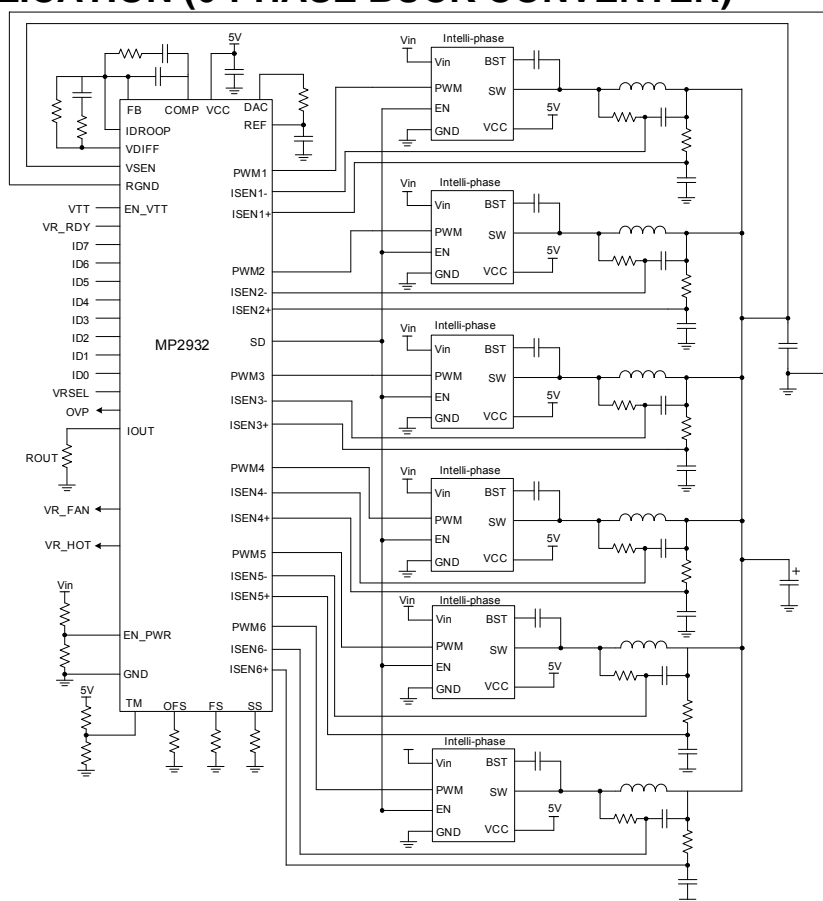 PHASE BUCK CONVERTER)
5V
FB
COMP
VCC
DAC
REF
IDROOP
VDIFF
VSEN
RGND
VTT
EN_VTT
VR_RDY
ID7
ID6
ID5
ID4
ID3
ID2
ID1
ID0
VRSEL
OVP
IOUT
ROUT
VR_FAN
VR_HOT
Vin
EN_PWR
GND
5V
TM
OFS
FS
SS
MP2932
PWM1
ISEN1-
ISEN1+
PWM2
ISEN2-
ISEN2+
SD
PWM3
ISEN3-
ISEN3+
PWM4
ISEN4-
ISEN4+
PWM5
ISEN5-
ISEN5+
PWM6
ISEN6-
ISEN6+
Vin
Intelli-phase
Vin
BST
PWM
SW
EN
5V
GND
VCC
Vin
Intelli-phase
Vin
BST
PWM
SW
EN
5V
GND
VCC
Vin
Intelli-phase
Vin
BST
PWM
SW
EN
5V
GND
VCC
Vin
Intelli-phase
Vin
BST
PWM
SW
EN
5V
GND
VCC
+
Vin
Intelli-phase
Vin
BST
PWM
SW
EN
5V
GND
VCC
Intelli-phase
Vin
BST
PWM
SW
EN
5V
GND
VCC